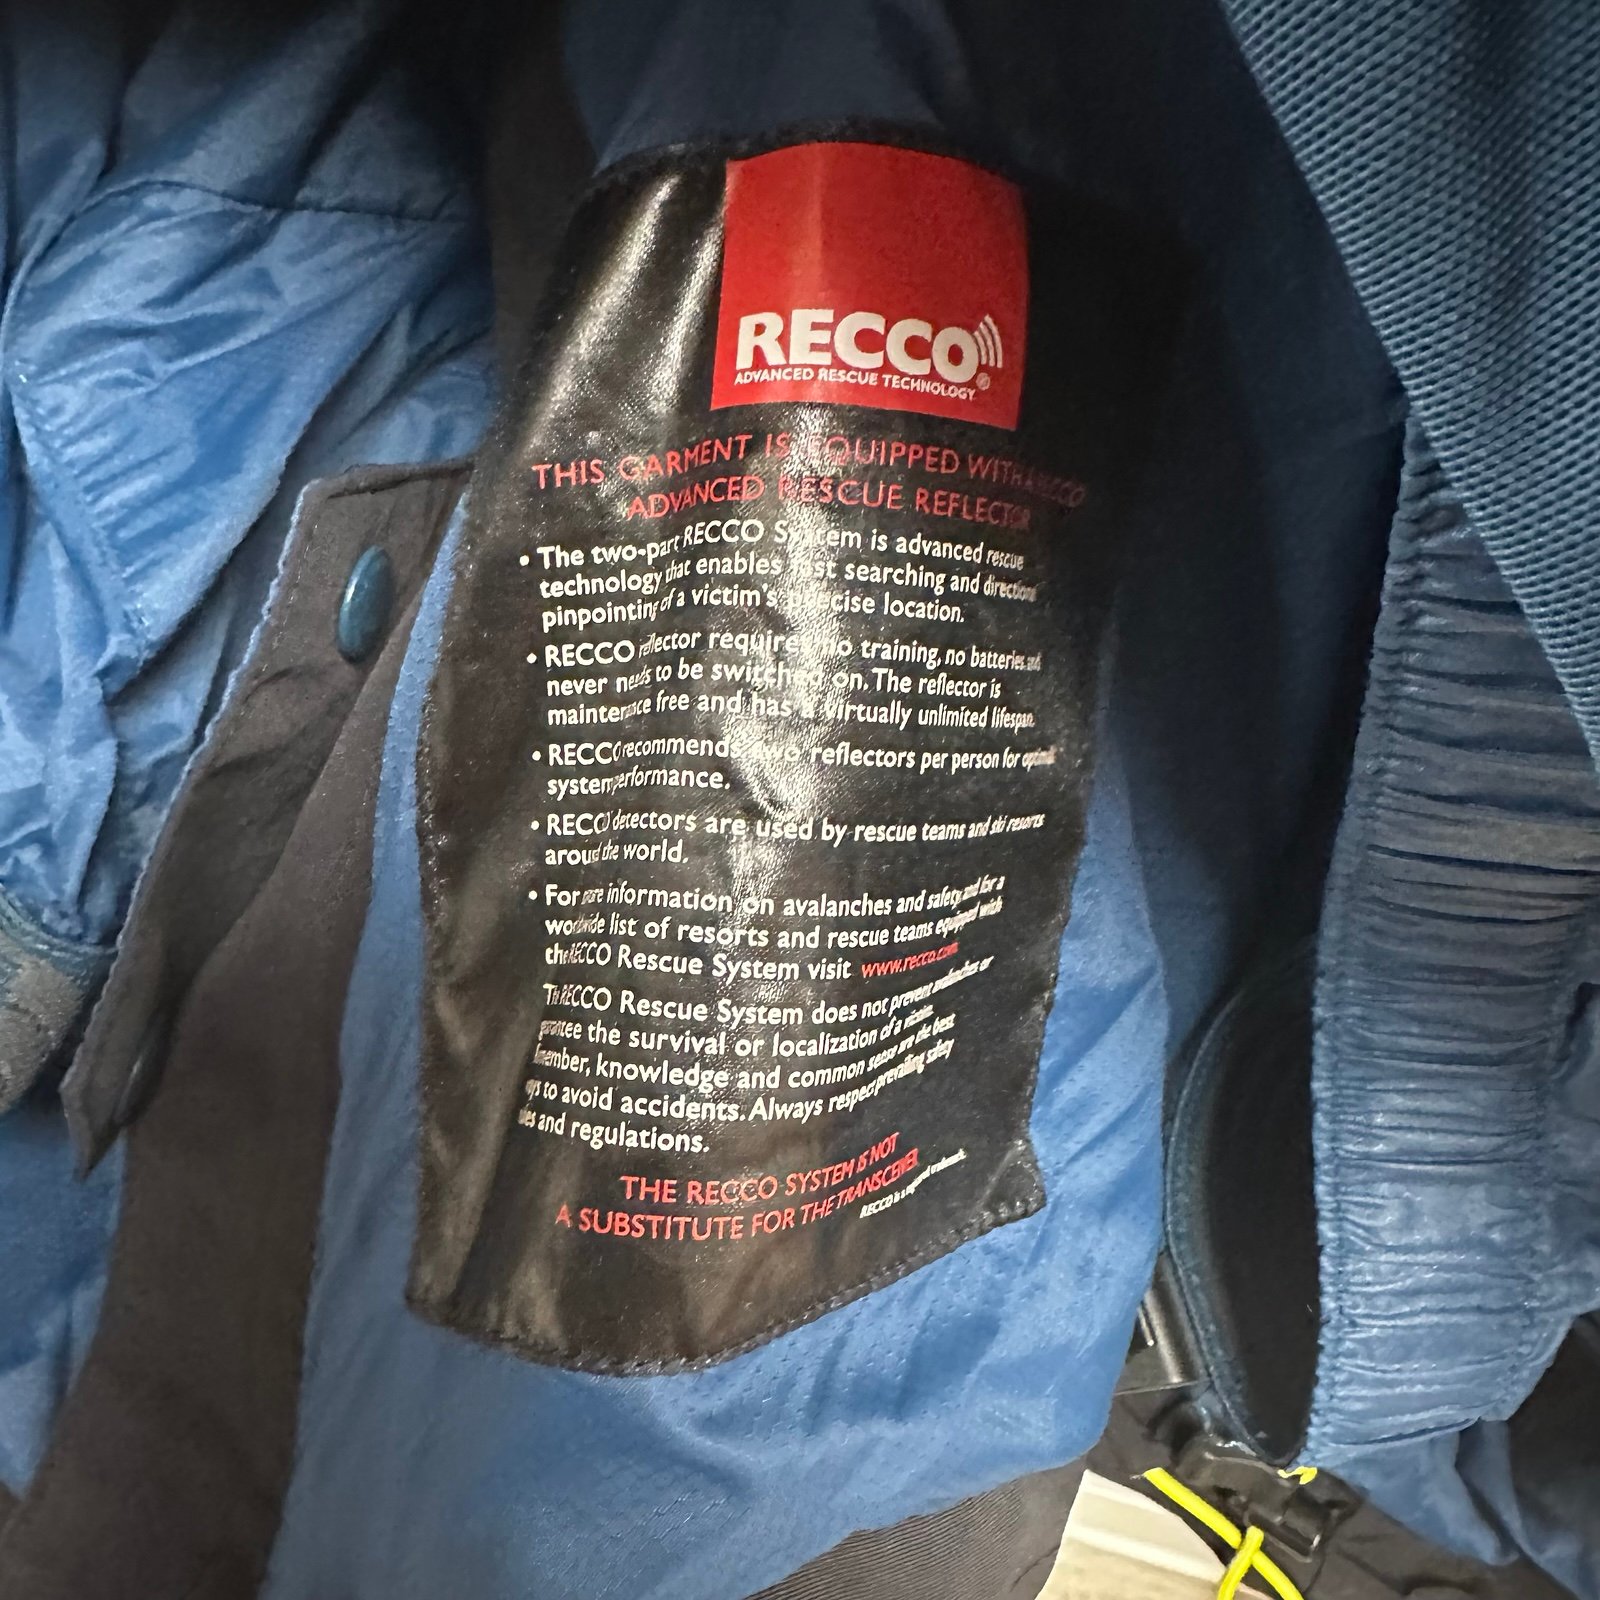 RECCO®
ADVANCED RESCUE TECHNOLOGY
THIS GARMENT IS EQUIPPED WITH A RECCO
ADVANCED RESCUE REFLECTOR
• The two-part RECCO System is advanced rescue
technology that enables fast searching and directional
pinpointing of a victim's precise location.
• RECCO reflector requires no training, no batteries and
never needs to be switched on. The reflector is
maintenance free and has a virtually unlimited lifespan.
• RECCO recommends two reflectors per person for optimal
system performance.
• RECCO detectors are used by rescue teams and ski resorts
around the world.
• For more information on avalanches and safety and for a
worldwide list of resorts and rescue teams equipped with
the RECCO Rescue System visit www.recco.com
The RECCO Rescue System does not prevent avalanches or
guarantee the survival or localization of a victim.
Remember, knowledge and common sense are the best
ways to avoid accidents. Always respect prevailing safety
rules and regulations.
THE RECCO SYSTEM IS NOT
A SUBSTITUTE FOR THE TRANSCEIVER
RECCO is a registered trademark.